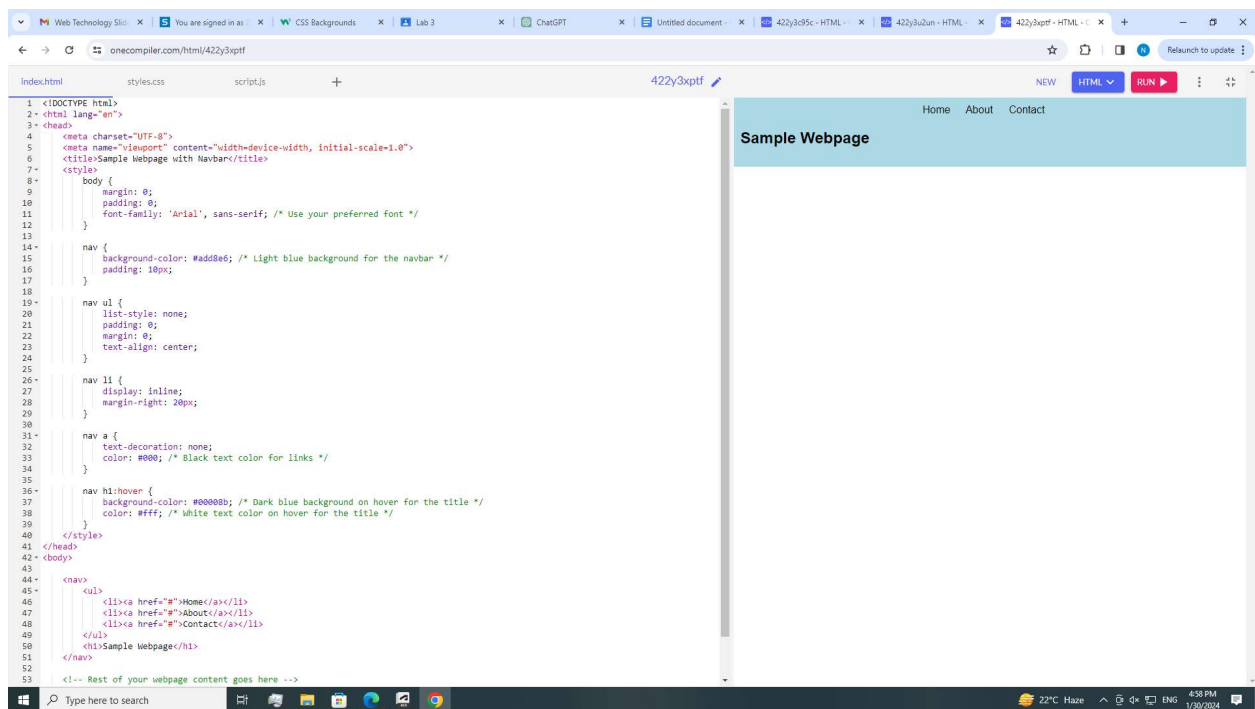 Web Technology Slid
You are signed in as
CSS Backgrounds
Lab 3
ChatGPT
Untitled document -
422y3c95c - HTML -
422y3u2un - HTML -
422y3xptf - HTML - C
onecompiler.com/html/422y3xptf
N
Relaunch to update
index.html
styles.css
script.js
+
422y3xptf
NEW
HTML
RUN
1 <!DOCTYPE html>
2 <html lang="en">
3 <head>
4 <meta charset="UTF-8">
5 <meta name="viewport" content="width=device-width, initial-scale=1.0">
6 <title>Sample Webpage with Navbar</title>
7 <style>
8 body {
9 margin: 0;
10 padding: 0;
11 font-family: 'Arial', sans-serif; /* Use your preferred font */
12 }
13
14 nav {
15 background-color: #add8e6; /* Light blue background for the navbar */
16 padding: 10px;
17 }
18
19 nav ul {
20 list-style: none;
21 padding: 0;
22 margin: 0;
23 text-align: center;
24 }
25
26 nav li {
27 display: inline;
28 margin-right: 20px;
29 }
30
31 nav a {
32 text-decoration: none;
33 color: #000; /* Black text color for links */
34 }
35
36 nav h1:hover {
37 background-color: #00008b; /* Dark blue background on hover for the title */
38 color: #fff; /* White text color on hover for the title */
39 }
40 </style>
41 </head>
42 <body>
43
44 <nav>
45 <ul>
46 <li><a href="#">Home</a></li>
47 <li><a href="#">About</a></li>
48 <li><a href="#">Contact</a></li>
49 </ul>
50 <h1>Sample Webpage</h1>
51 </nav>
52
53 <!-- Rest of your webpage content goes here -->
Home About Contact
Sample Webpage
Type here to search
22°C Haze
ENG
4:58 PM
1/30/2024